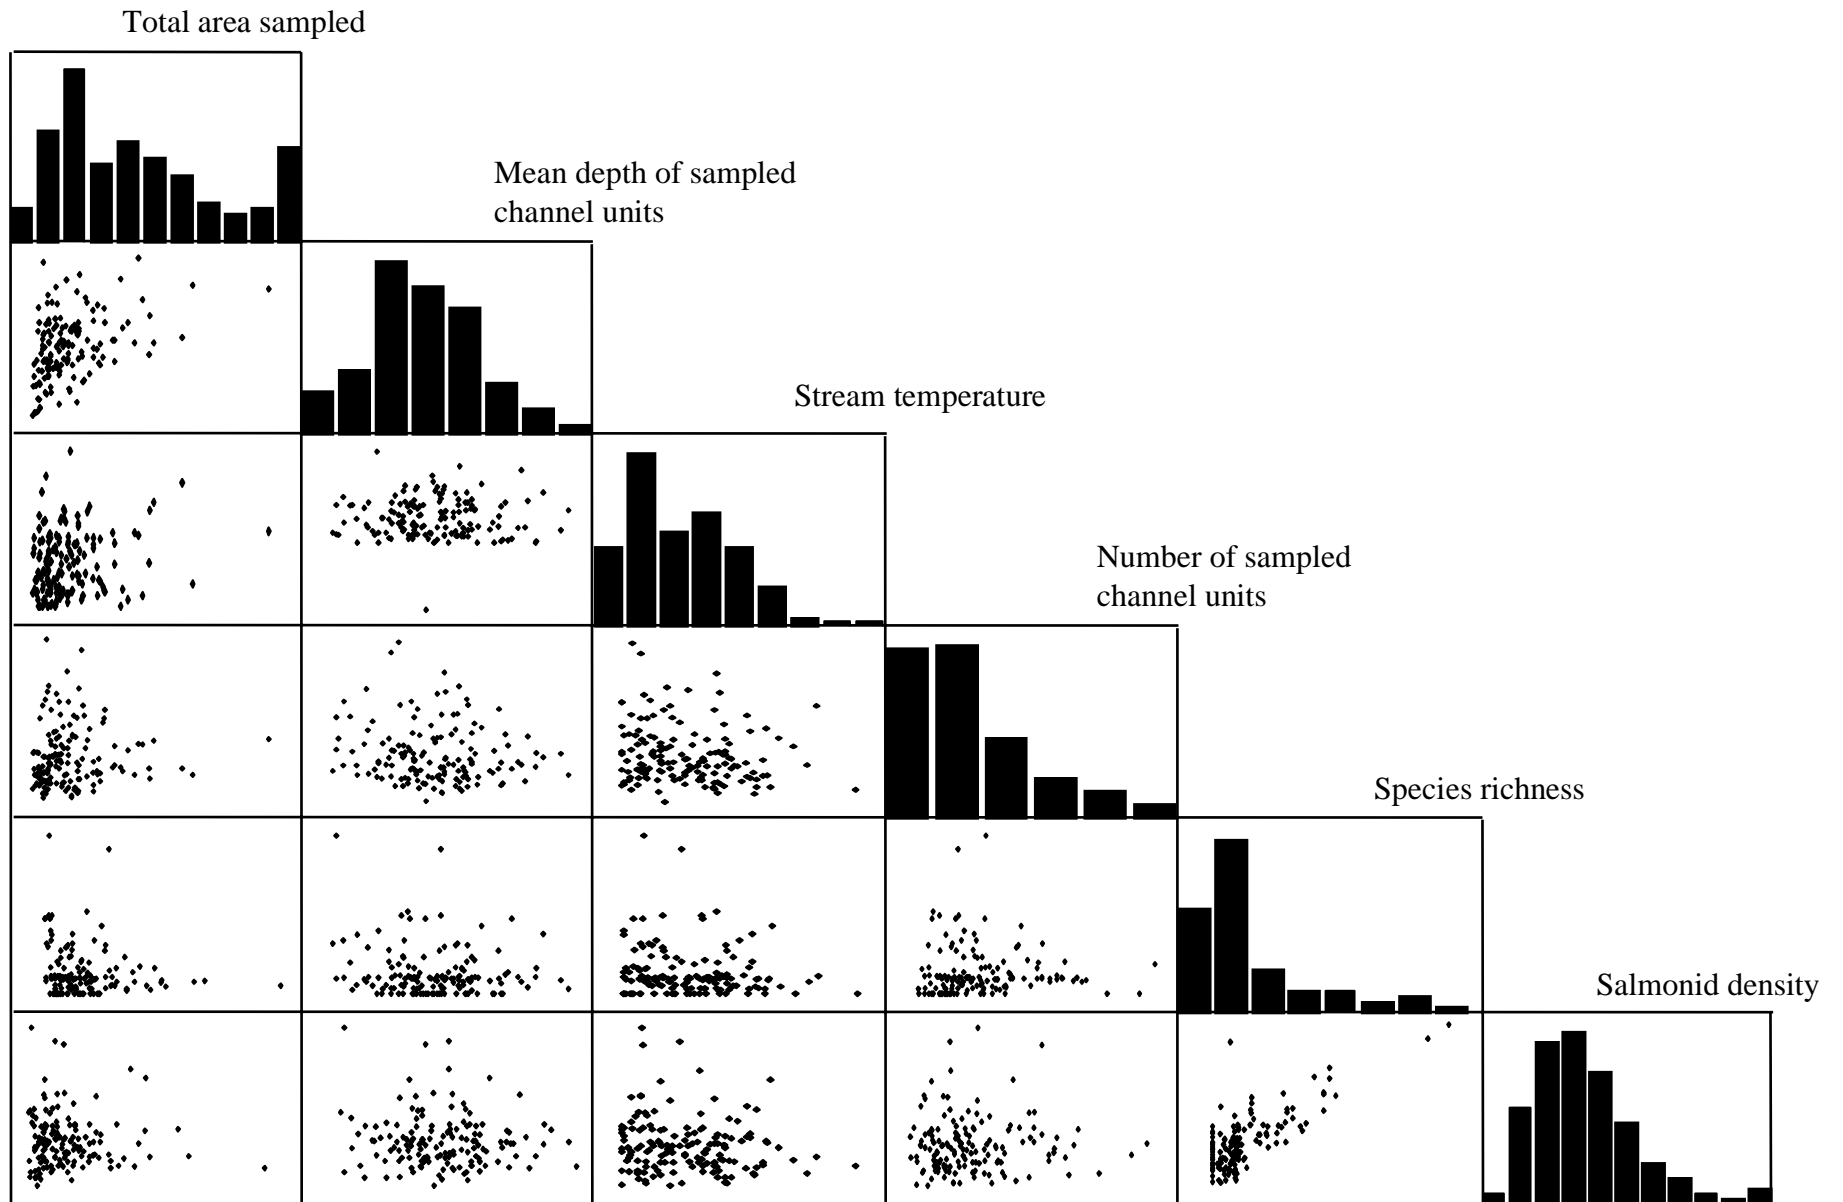 Total area sampled
Mean depth of sampled
channel units
Stream temperature
Number of sampled
channel units
Species richness
Salmonid density